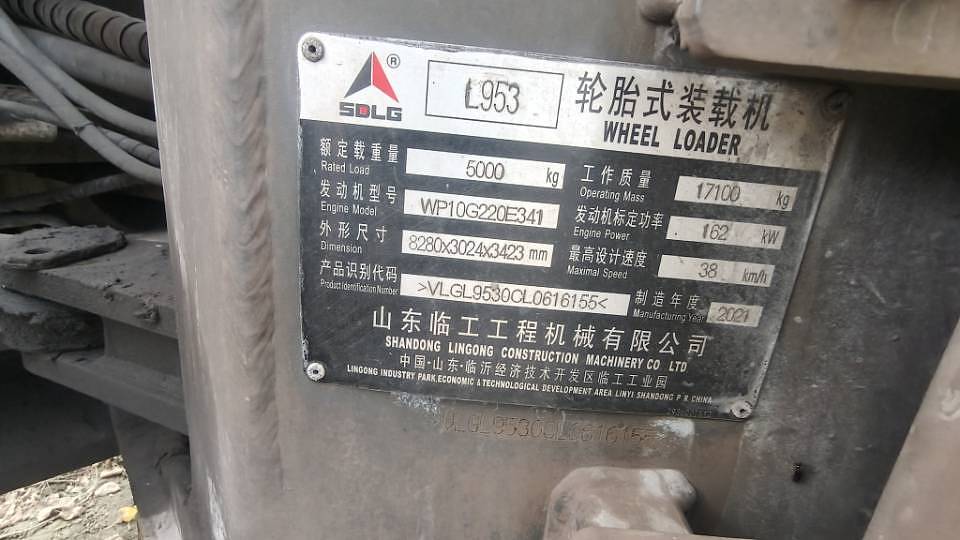 SDLG ® L953 轮胎式装载机
WHEEL LOADER
额定载重量 5000 kg 工作质量 17100 kg
Rated Load Operating Mass
发动机型号 WP10G220E341 发动机标定功率 162 kW
Engine Model Engine Power
外形尺寸 8280x3024x3423 mm 最高设计速度 38 km/h
Dimension Maximal Speed
产品识别代码 >VLGL9530CL0616155< 制造年度 2021
Product Identification Number Manufacturing Year
山东临工工程机械有限公司
SHANDONG LINGONG CONSTRUCTION MACHINERY CO LTD
中国·山东·临沂经济技术开发区临工工业园
LINGONG INDUSTRY PARK,ECONOMIC & TECHNOLOGICAL DEVELOPMENT AREA LINYI SHANDONG P R CHINA
VLGL9530CL0616155